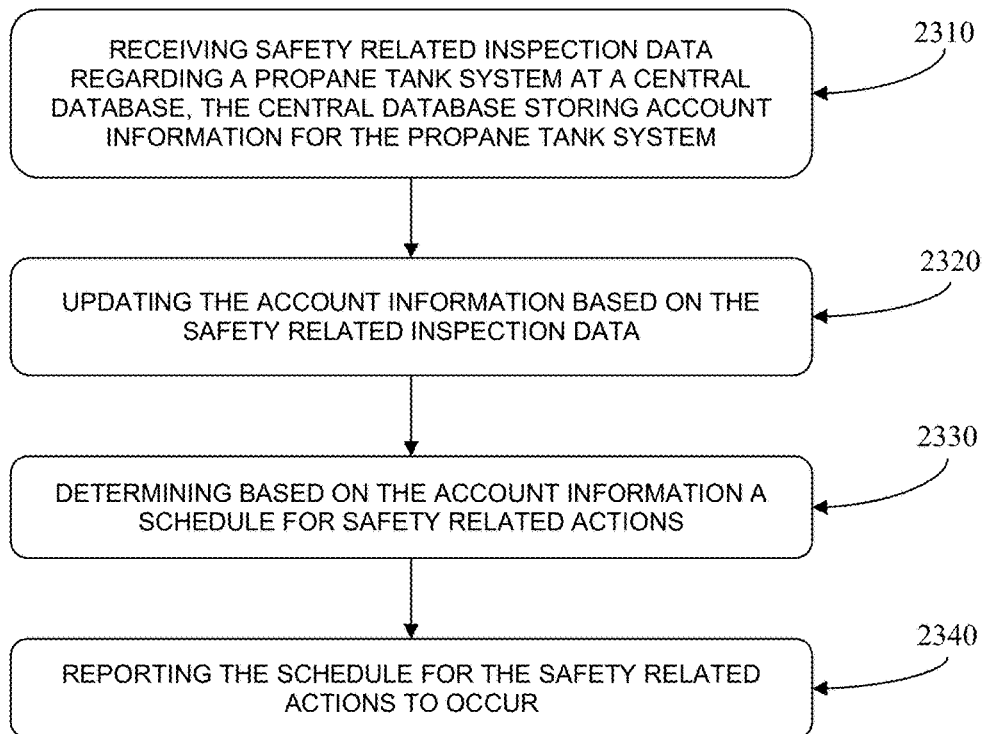 RECEIVING SAFETY RELATED INSPECTION DATA
REGARDING A PROPANE TANK SYSTEM AT A CENTRAL
DATABASE, THE CENTRAL DATABASE STORING ACCOUNT
INFORMATION FOR THE PROPANE TANK SYSTEM
2310
UPDATING THE ACCOUNT INFORMATION BASED ON THE
SAFETY RELATED INSPECTION DATA
2320
DETERMINING BASED ON THE ACCOUNT INFORMATION A
SCHEDULE FOR SAFETY RELATED ACTIONS
2330
REPORTING THE SCHEDULE FOR THE SAFETY RELATED
ACTIONS TO OCCUR
2340